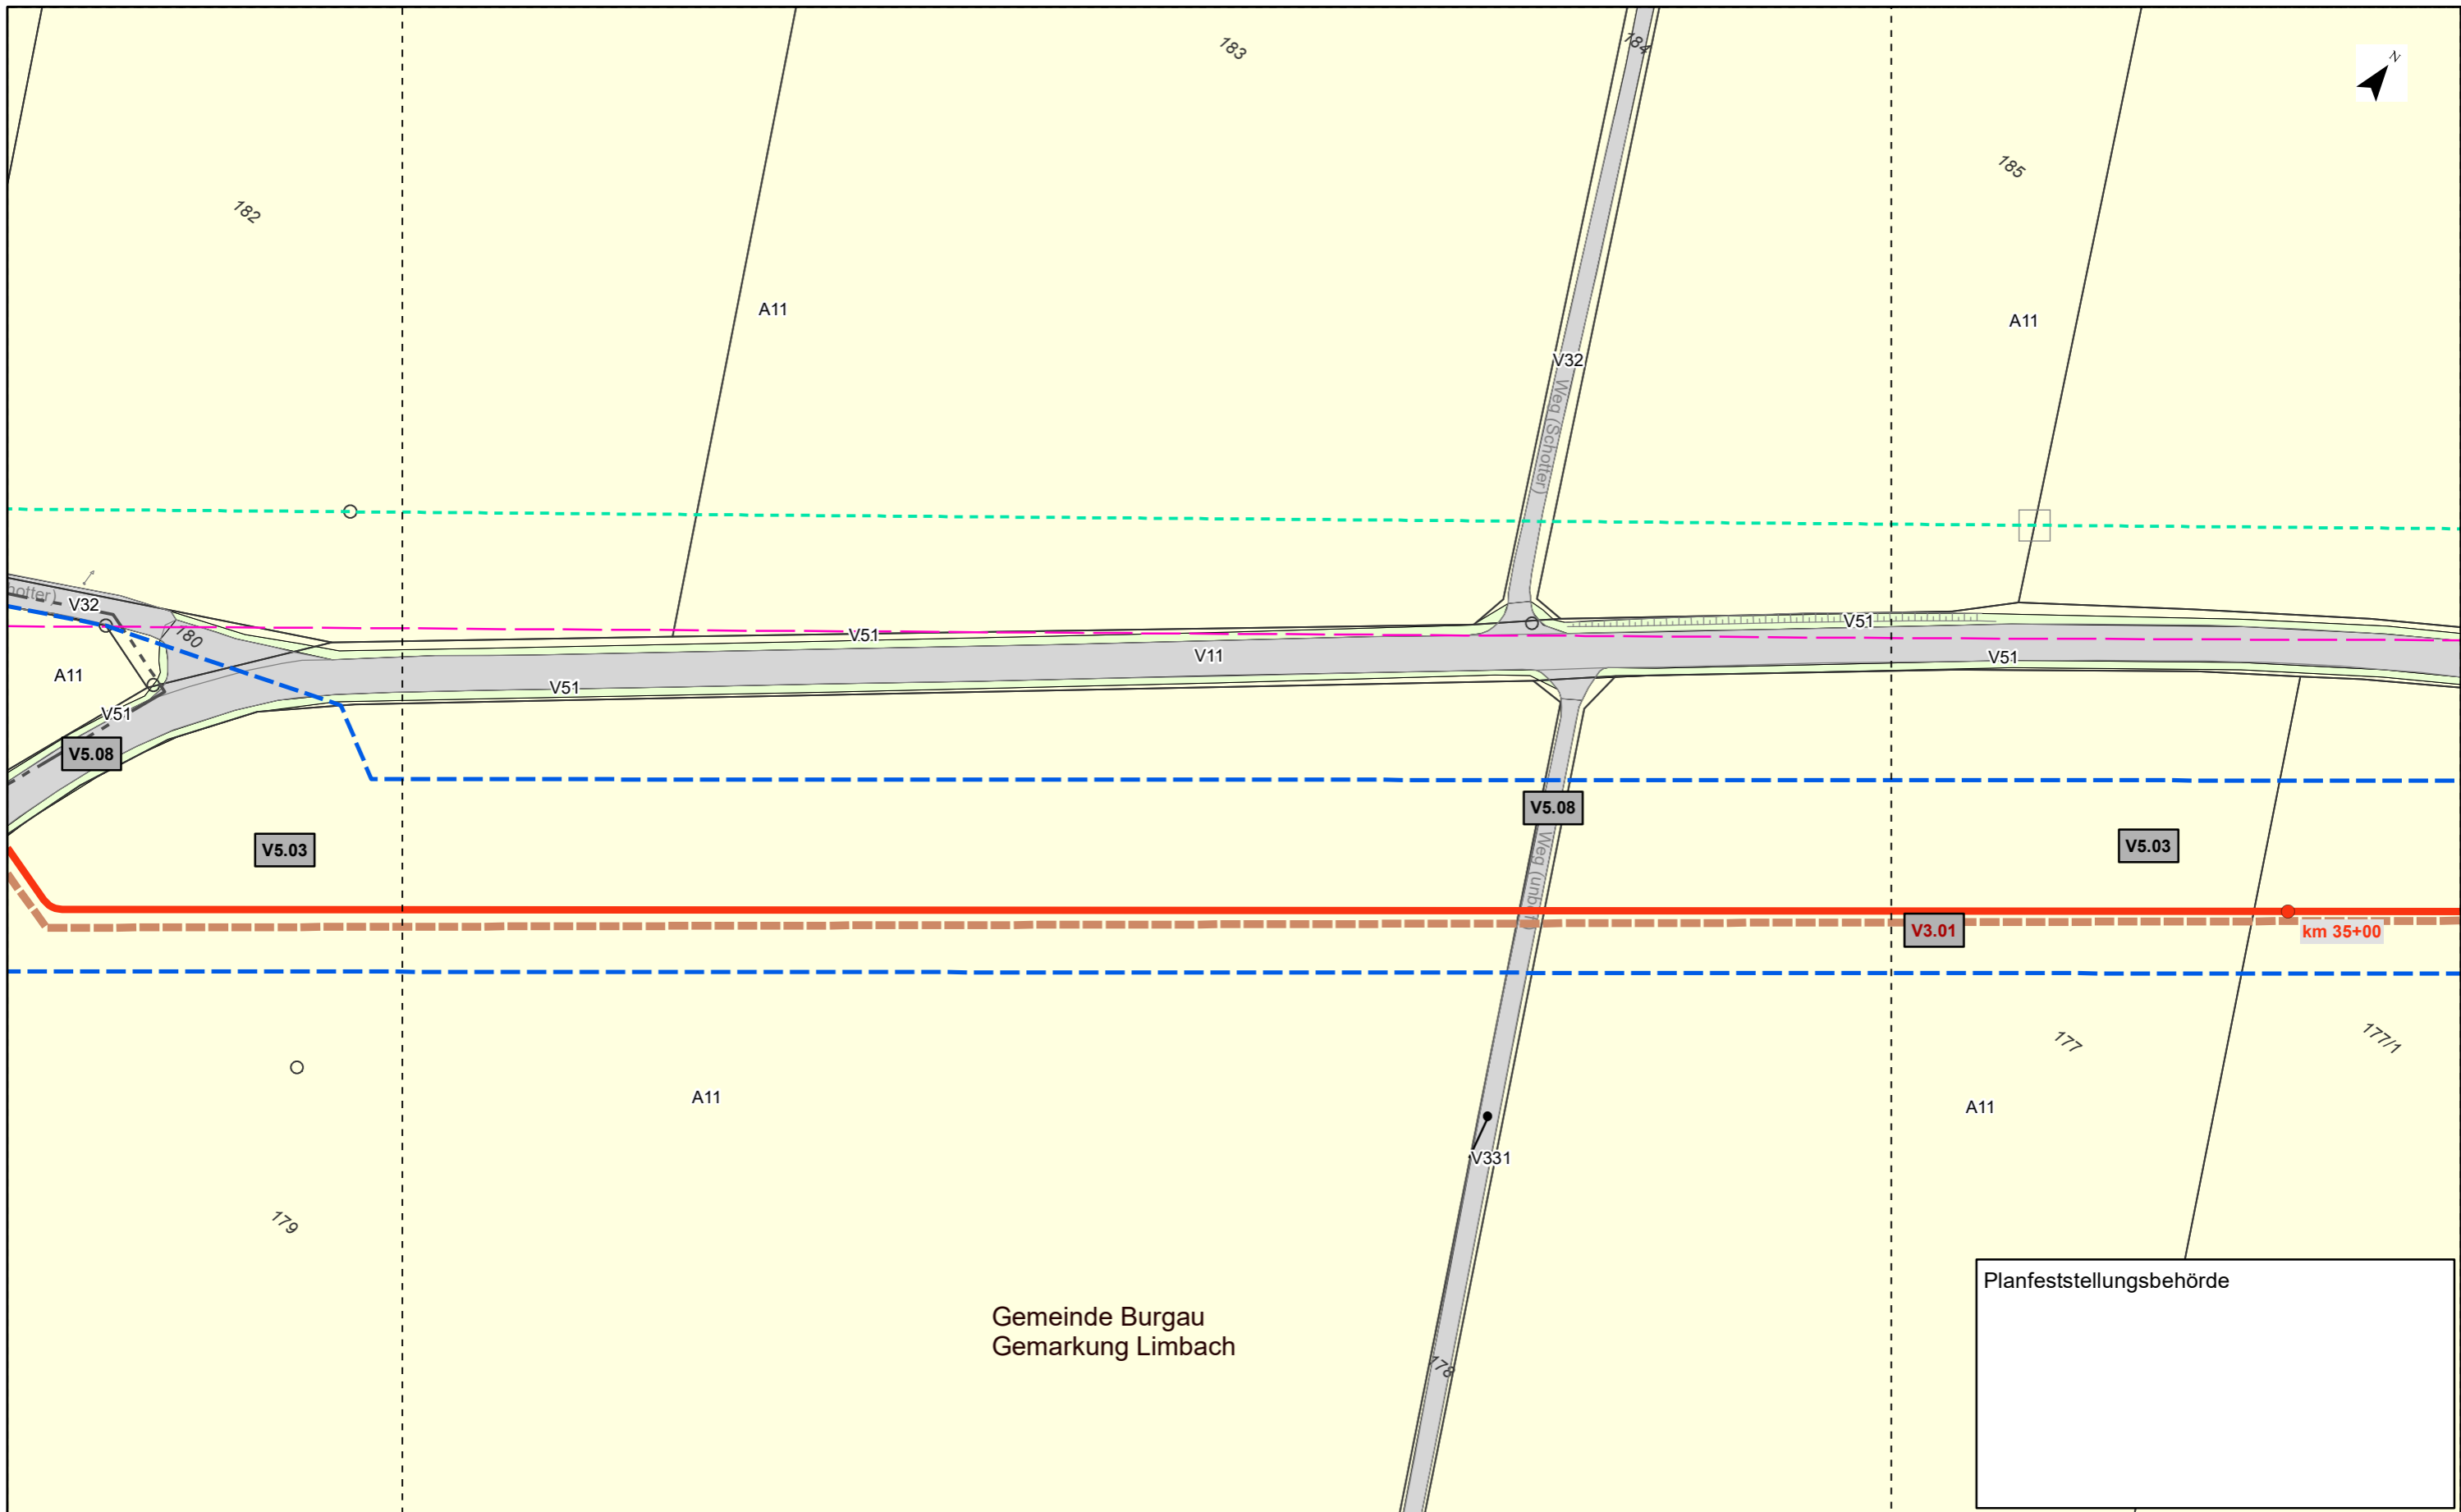 183
184
N
185
182
A11
A11
V32
Weg (Schotter)
V32
180
V51
V51
V11
V51
V51
A11
V51
V5.08
V5.08
V5.03
V5.03
V3.01
km 35+00
177
177/1
A11
A11
V331
179
Planfeststellungsbehörde
Gemeinde Burgau
Gemarkung Limbach
178